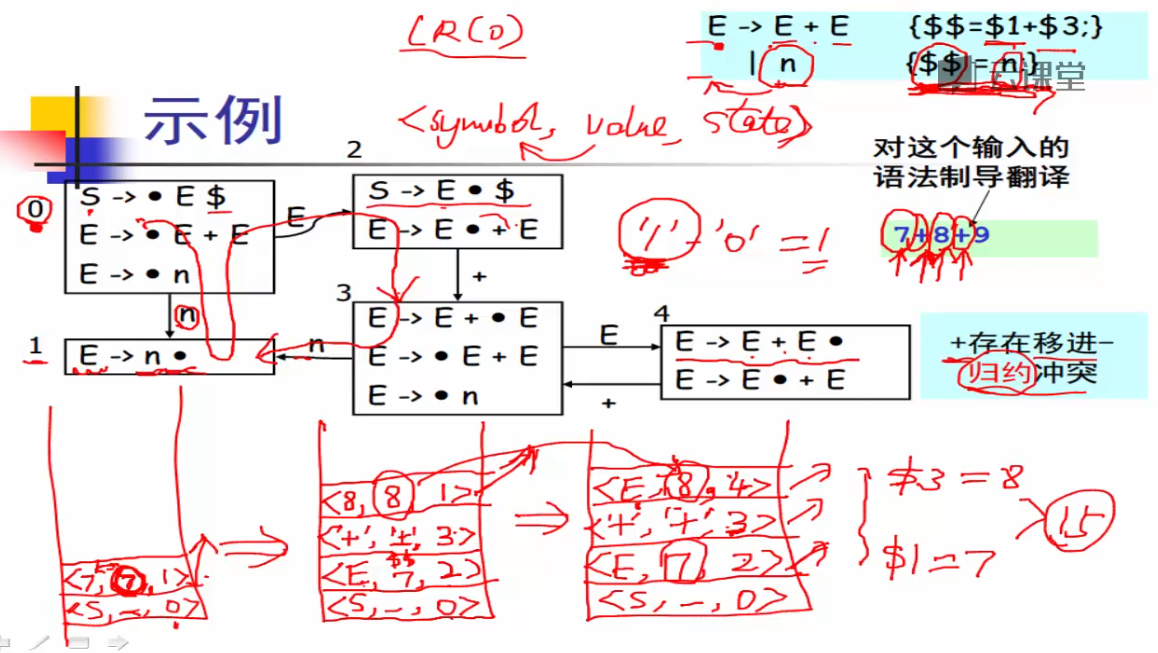 LR(0)
E -> E + E {$$=$1+$3;}
| n {$$ = n;}
云课堂
示例
<symbol, value, state>
对这个输入的
语法制导翻译
7+8+9
'1' - '0' = 1
0
S -> • E $
E -> • E + E
E -> • n
E
2
S -> E • $
E -> E • + E
+
n
1
E -> n •
n
3
E -> E + • E
E -> • E + E
E -> • n
E
+
4
E -> E + E •
E -> E • + E
+存在移进-
归约冲突
<7, 7, 1>
<S, -, 0>
<8, 8, 1>
<'+', '+', 3>
$$
<E, 7, 2>
<S, -, 0>
<E, 8, 4>
<'+', '+', 3>
<E, 7, 2>
<S, -, 0>
$3 = 8
$1 = 7
15